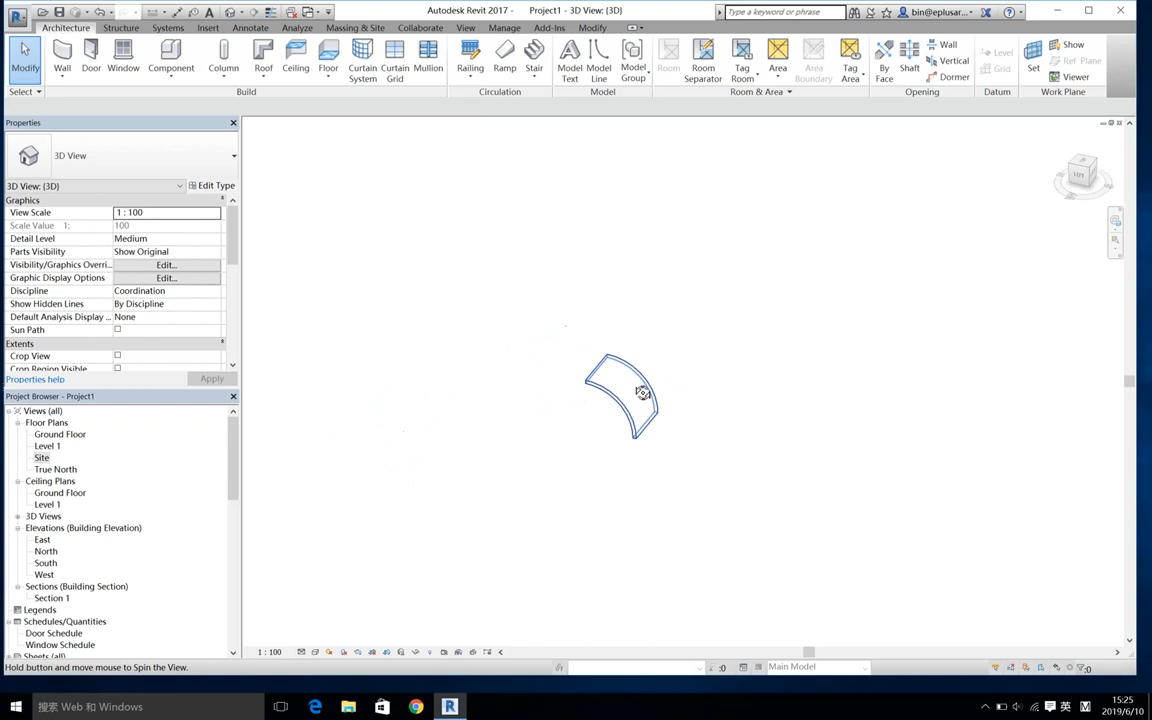 Autodesk Revit 2017 - Project1 - 3D View: {3D}
Type a keyword or phrase
bin@eplusar...
Architecture Structure Systems Insert Annotate Analyze Massing & Site Collaborate View Manage Add-Ins Modify
Modify
Wall
Door
Window
Component
Column
Roof
Ceiling
Floor
Curtain
System
Curtain
Grid
Mullion
Railing
Ramp
Stair
Model
Text
Model
Line
Model
Group
Room
Room
Separator
Tag
Room
Area
Area
Boundary
Tag
Area
By
Face
Shaft
Wall
Vertical
Dormer
Level
Grid
Set
Show
Ref Plane
Viewer
Select
Build
Circulation
Model
Room & Area
Opening
Datum
Work Plane
Properties
3D View
3D View: {3D}
Edit Type
Graphics
View Scale 1 : 100
Scale Value 1: 100
Detail Level Medium
Parts Visibility Show Original
Visibility/Graphics Overri... Edit...
Graphic Display Options Edit...
Discipline Coordination
Show Hidden Lines By Discipline
Default Analysis Display ... None
Sun Path
Extents
Crop View
Crop Region Visible
Properties help
Apply
Project Browser - Project1
Views (all)
Floor Plans
Ground Floor
Level 1
Site
True North
Ceiling Plans
Ground Floor
Level 1
3D Views
Elevations (Building Elevation)
East
North
South
West
Sections (Building Section)
Section 1
Legends
Schedules/Quantities
Door Schedule
Window Schedule
Sheets (all)
1 : 100
Hold button and move mouse to Spin the View.
:0
Main Model
:0
搜索 Web 和 Windows
英
M
15:25
2019/6/10